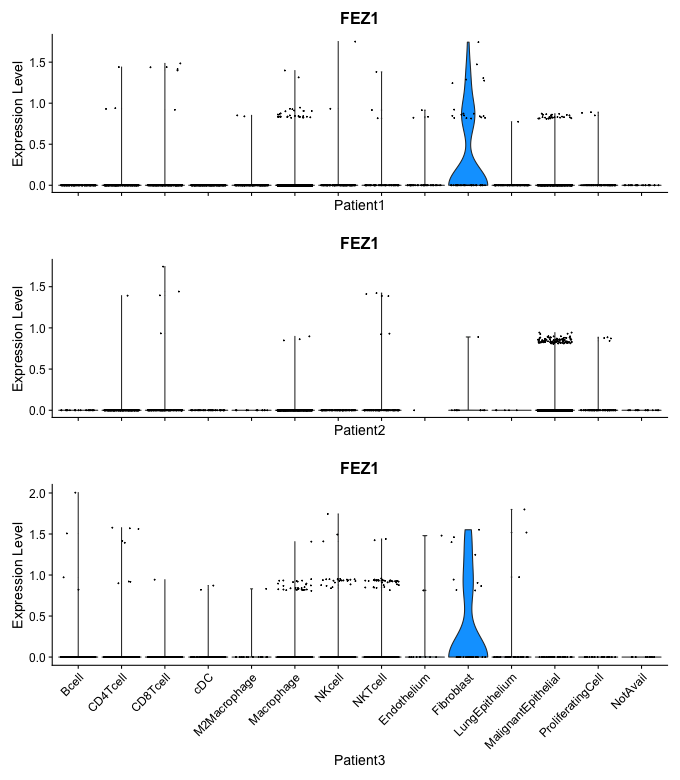 FEZ1
Expression Level
1.5
1.0
0.5
0.0
Patient1
FEZ1
Expression Level
1.5
1.0
0.5
0.0
Patient2
FEZ1
Expression Level
2.0
1.5
1.0
0.5
0.0
Bcell
CD4Tcell
CD8Tcell
cDC
M2Macrophage
Macrophage
NKcell
NKTcell
Endothelium
Fibroblast
LungEpithelium
MalignantEpithelial
ProliferatingCell
NotAvail
Patient3